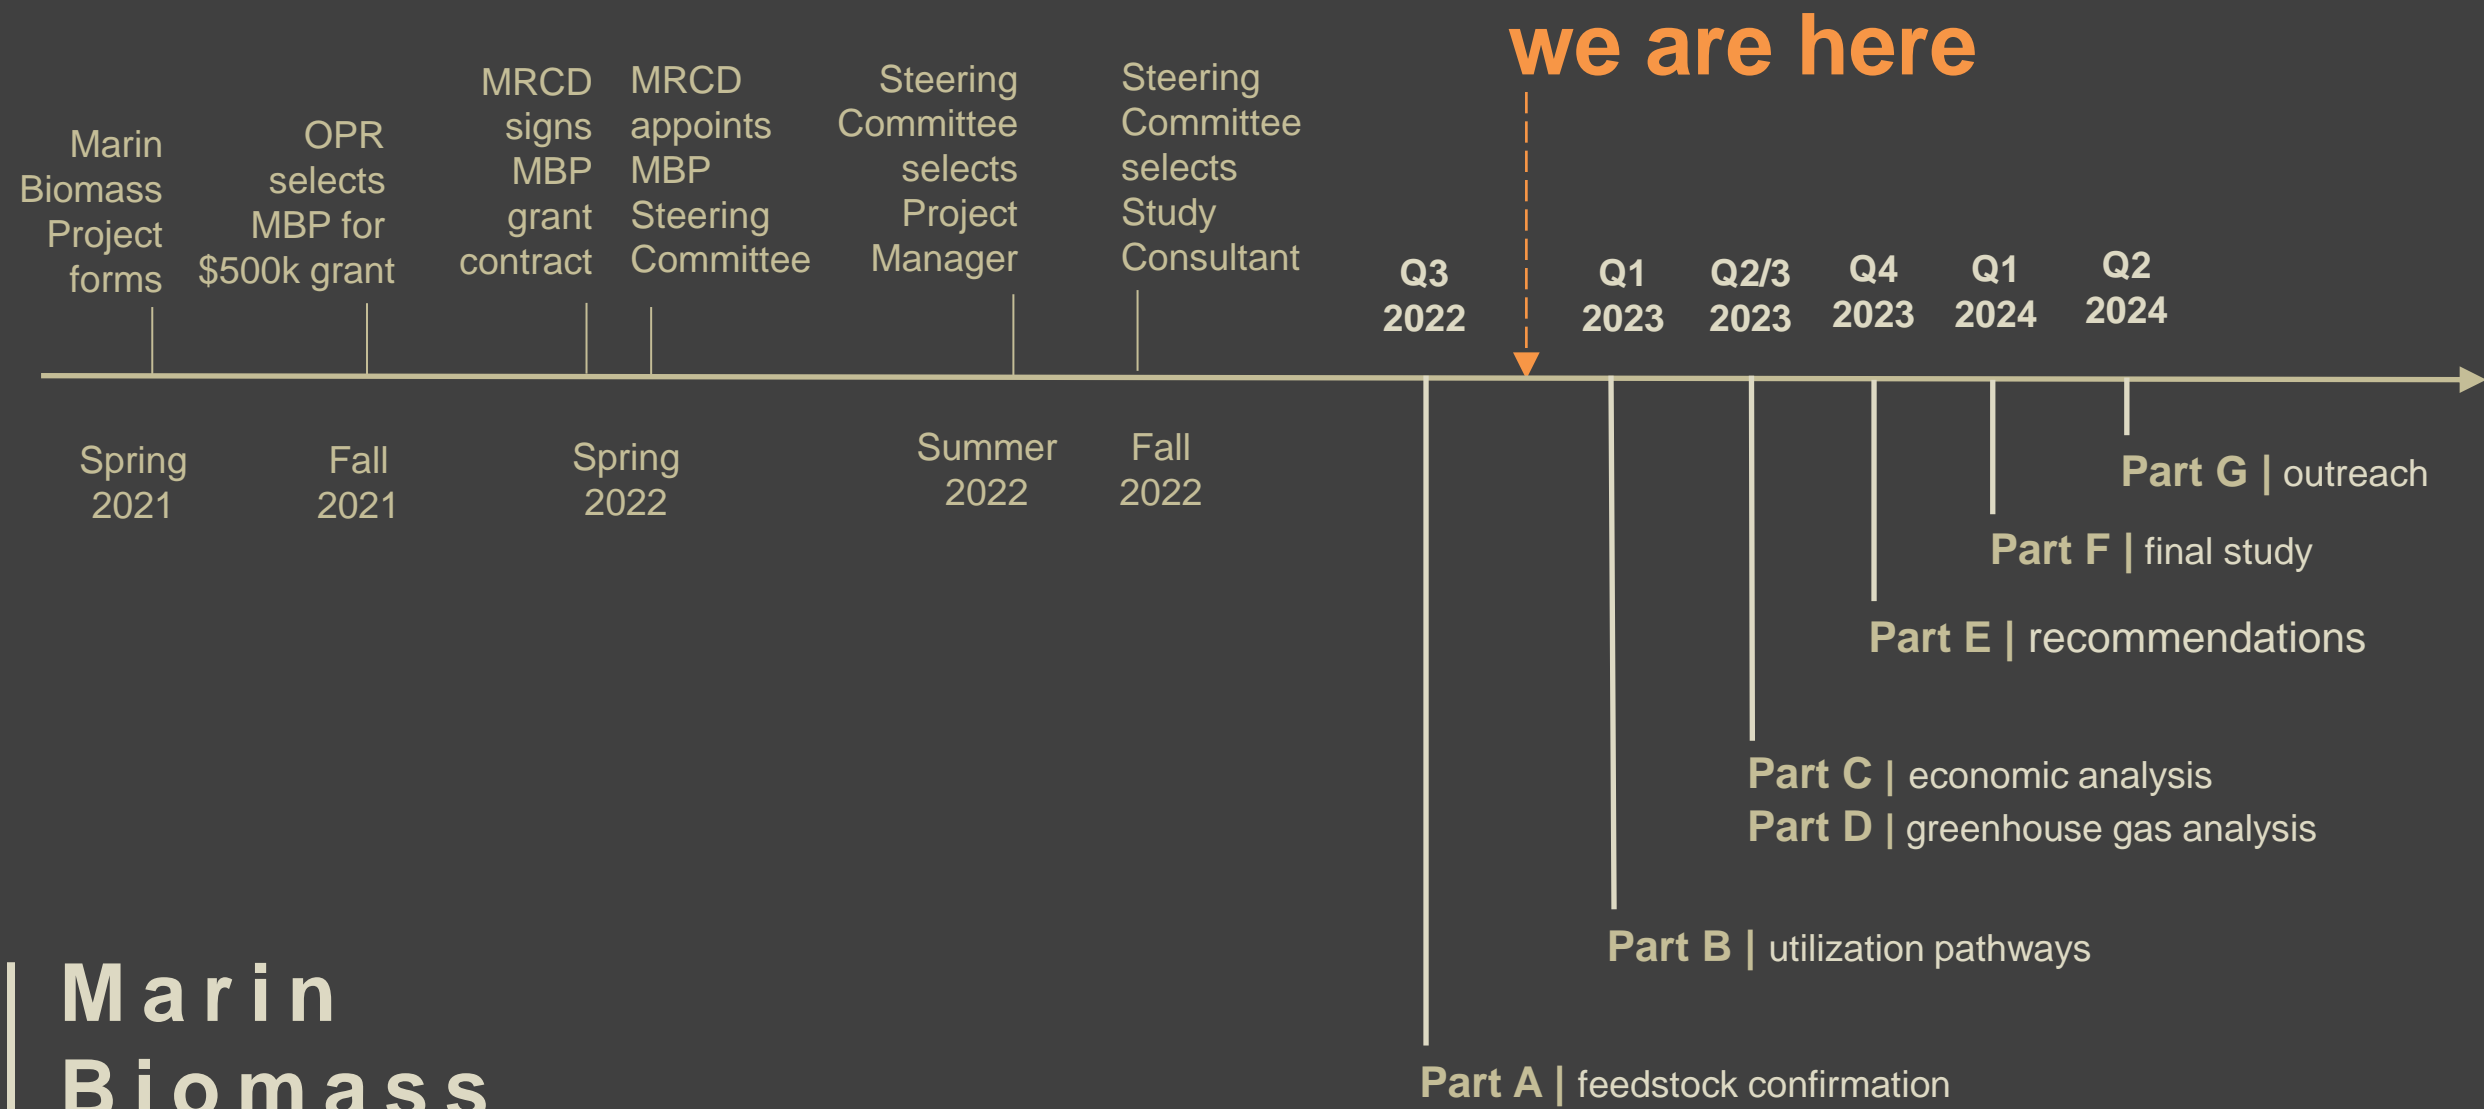 we are here
Marin
Biomass
Project
forms
OPR
selects
MBP for
$500k grant
MRCD
signs
MBP
grant
contract
MRCD
appoints
MBP
Steering
Committee
Steering
Committee
selects
Project
Manager
Steering
Committee
selects
Study
Consultant
Q3
2022
Q1
2023
Q2/3
2023
Q4
2023
Q1
2024
Q2
2024
Spring
2021
Fall
2021
Spring
2022
Summer
2022
Fall
2022
Part G | outreach
Part F | final study
Part E | recommendations
Part C | economic analysis
Part D | greenhouse gas analysis
Part B | utilization pathways
Part A | feedstock confirmation
Marin
Biomass